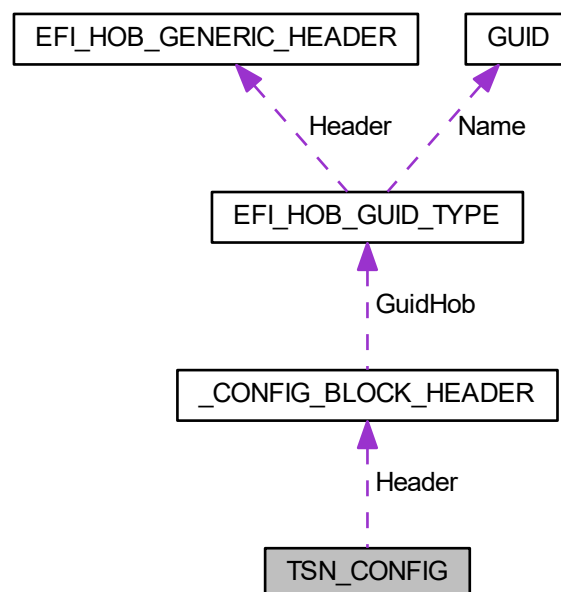 EFI_HOB_GENERIC_HEADER
GUID
Header
Name
EFI_HOB_GUID_TYPE
GuidHob
_CONFIG_BLOCK_HEADER
Header
TSN_CONFIG